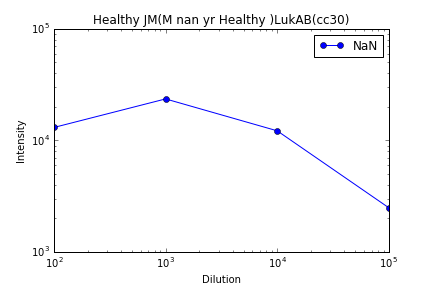 Healthy JM(M nan yr Healthy )LukAB(cc30)
NaN
10^5
10^4
10^3
Intensity
10^2 10^3 10^4 10^5
Dilution